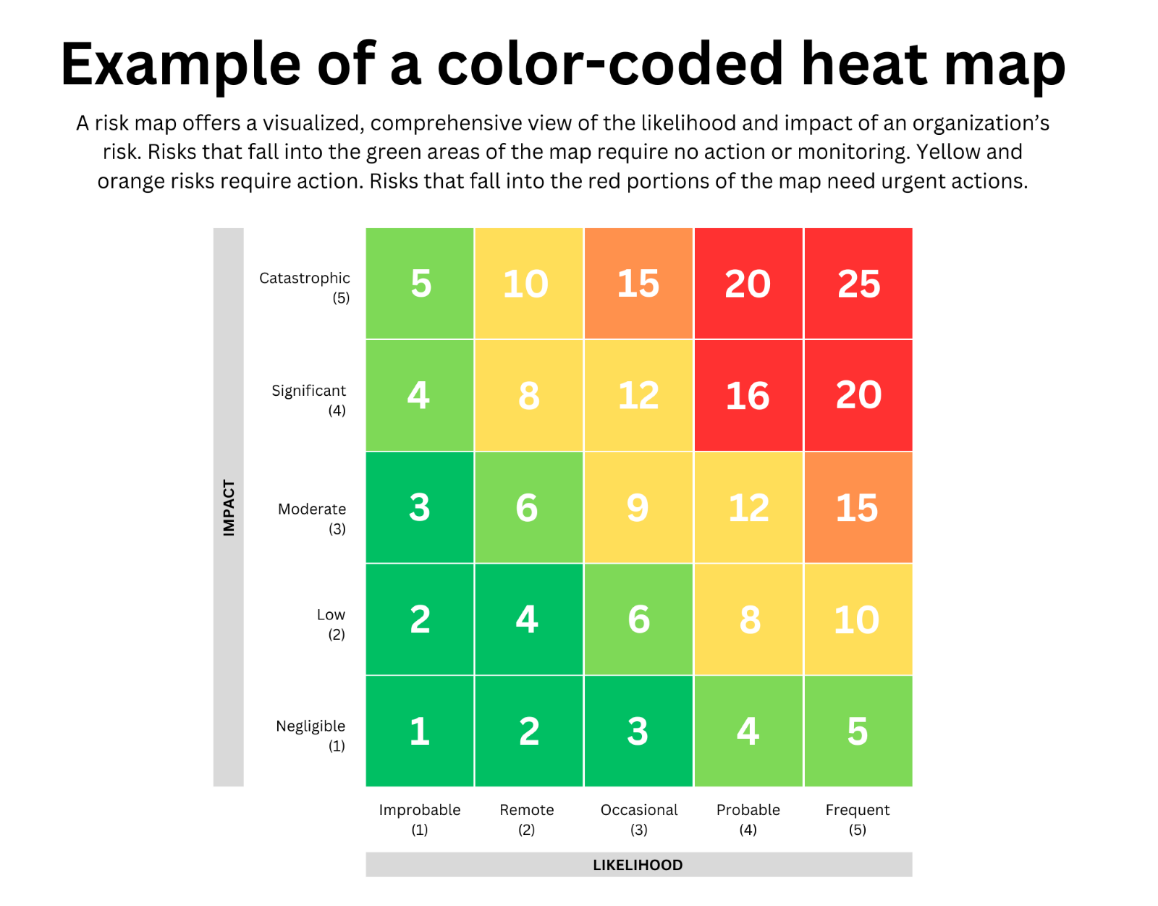 Example of a color-coded heat map
A risk map offers a visualized, comprehensive view of the likelihood and impact of an organization’s
risk. Risks that fall into the green areas of the map require no action or monitoring. Yellow and
orange risks require action. Risks that fall into the red portions of the map need urgent actions.
IMPACT
Catastrophic
(5)
5 10 15 20 25
Significant
(4)
4 8 12 16 20
Moderate
(3)
3 6 9 12 15
Low
(2)
2 4 6 8 10
Negligible
(1)
1 2 3 4 5
Improbable Remote Occasional Probable Frequent
(1) (2) (3) (4) (5)
LIKELIHOOD